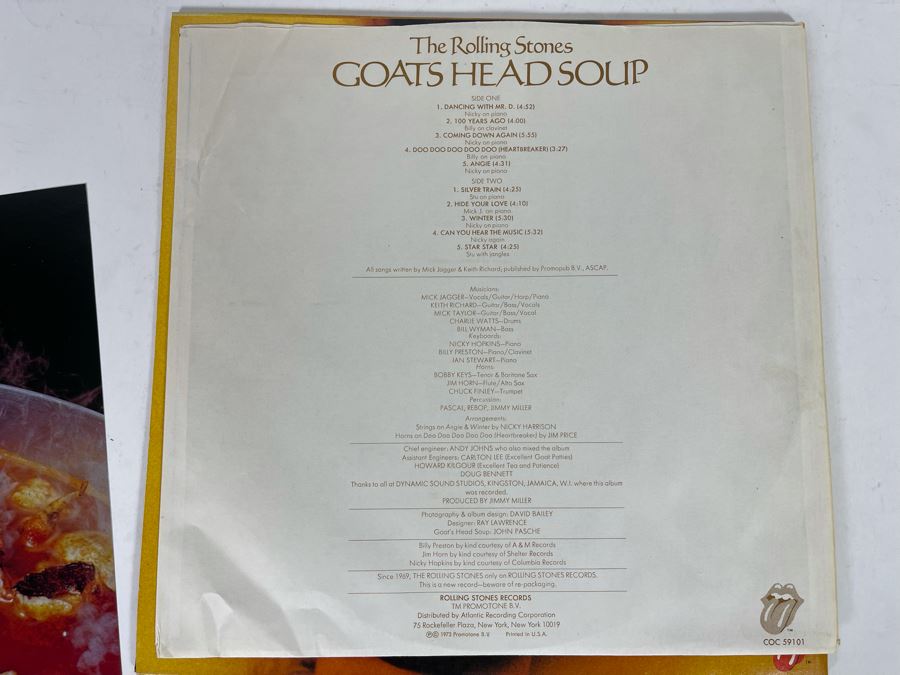 The Rolling Stones
GOATS HEAD SOUP
SIDE ONE
1. DANCING WITH MR. D. (4:52)
Nicky on piano
2. 100 YEARS AGO (4:00)
Billy on clavinet
3. COMING DOWN AGAIN (5:55)
Nicky on piano
4. DOO DOO DOO DOO DOO (HEARTBREAKER) (3:27)
Billy on piano
5. ANGIE (4:31)
Nicky on piano
SIDE TWO
1. SILVER TRAIN (4:25)
Stu on piano
2. HIDE YOUR LOVE (4:10)
Mick J. on piano
3. WINTER (5:30)
Nicky on piano
4. CAN YOU HEAR THE MUSIC (5:32)
Nicky again
5. STAR STAR (4:25)
Stu with jangles
All songs written by Mick Jagger & Keith Richard; published by Promopub B.V., ASCAP.
Musicians:
MICK JAGGER—Vocals/Guitar/Harp/Piano
KEITH RICHARD—Guitar/Bass/Vocals
MICK TAYLOR—Guitar/Bass/Vocal
CHARLIE WATTS—Drums
BILL WYMAN—Bass
Keyboards:
NICKY HOPKINS—Piano
BILLY PRESTON—Piano/Clavinet
IAN STEWART—Piano
Horns:
BOBBY KEYS—Tenor & Baritone Sax
JIM HORN—Flute/Alto Sax
CHUCK FINLEY—Trumpet
Percussion:
PASCAL, REBOP, JIMMY MILLER
Arrangements:
Strings on Angie & Winter by NICKY HARRISON
Horns on Doo Doo Doo Doo Doo (Heartbreaker) by JIM PRICE
Chief engineer: ANDY JOHNS who also mixed the album
Assistant Engineers: CARLTON LEE (Excellent Goat Patties)
HOWARD KILGOUR (Excellent Tea and Patience)
DOUG BENNETT
Thanks to all at DYNAMIC SOUND STUDIOS, KINGSTON, JAMAICA, W.I. where this album
was recorded.
PRODUCED BY JIMMY MILLER
Photography & album design: DAVID BAILEY
Designer: RAY LAWRENCE
Goat's Head Soup: JOHN PASCHE
Billy Preston by kind courtesy of A & M Records
Jim Horn by kind courtesy of Shelter Records
Nicky Hopkins by kind courtesy of Columbia Records
Since 1969, THE ROLLING STONES only on ROLLING STONES RECORDS.
This is a new record—beware of re-packaging.
ROLLING STONES RECORDS
TM PROMOTONE B.V.
Distributed by Atlantic Recording Corporation
75 Rockefeller Plaza, New York, New York 10019
℗© 1973 Promotone B.V Printed in U.S.A.
TM
COC 59101